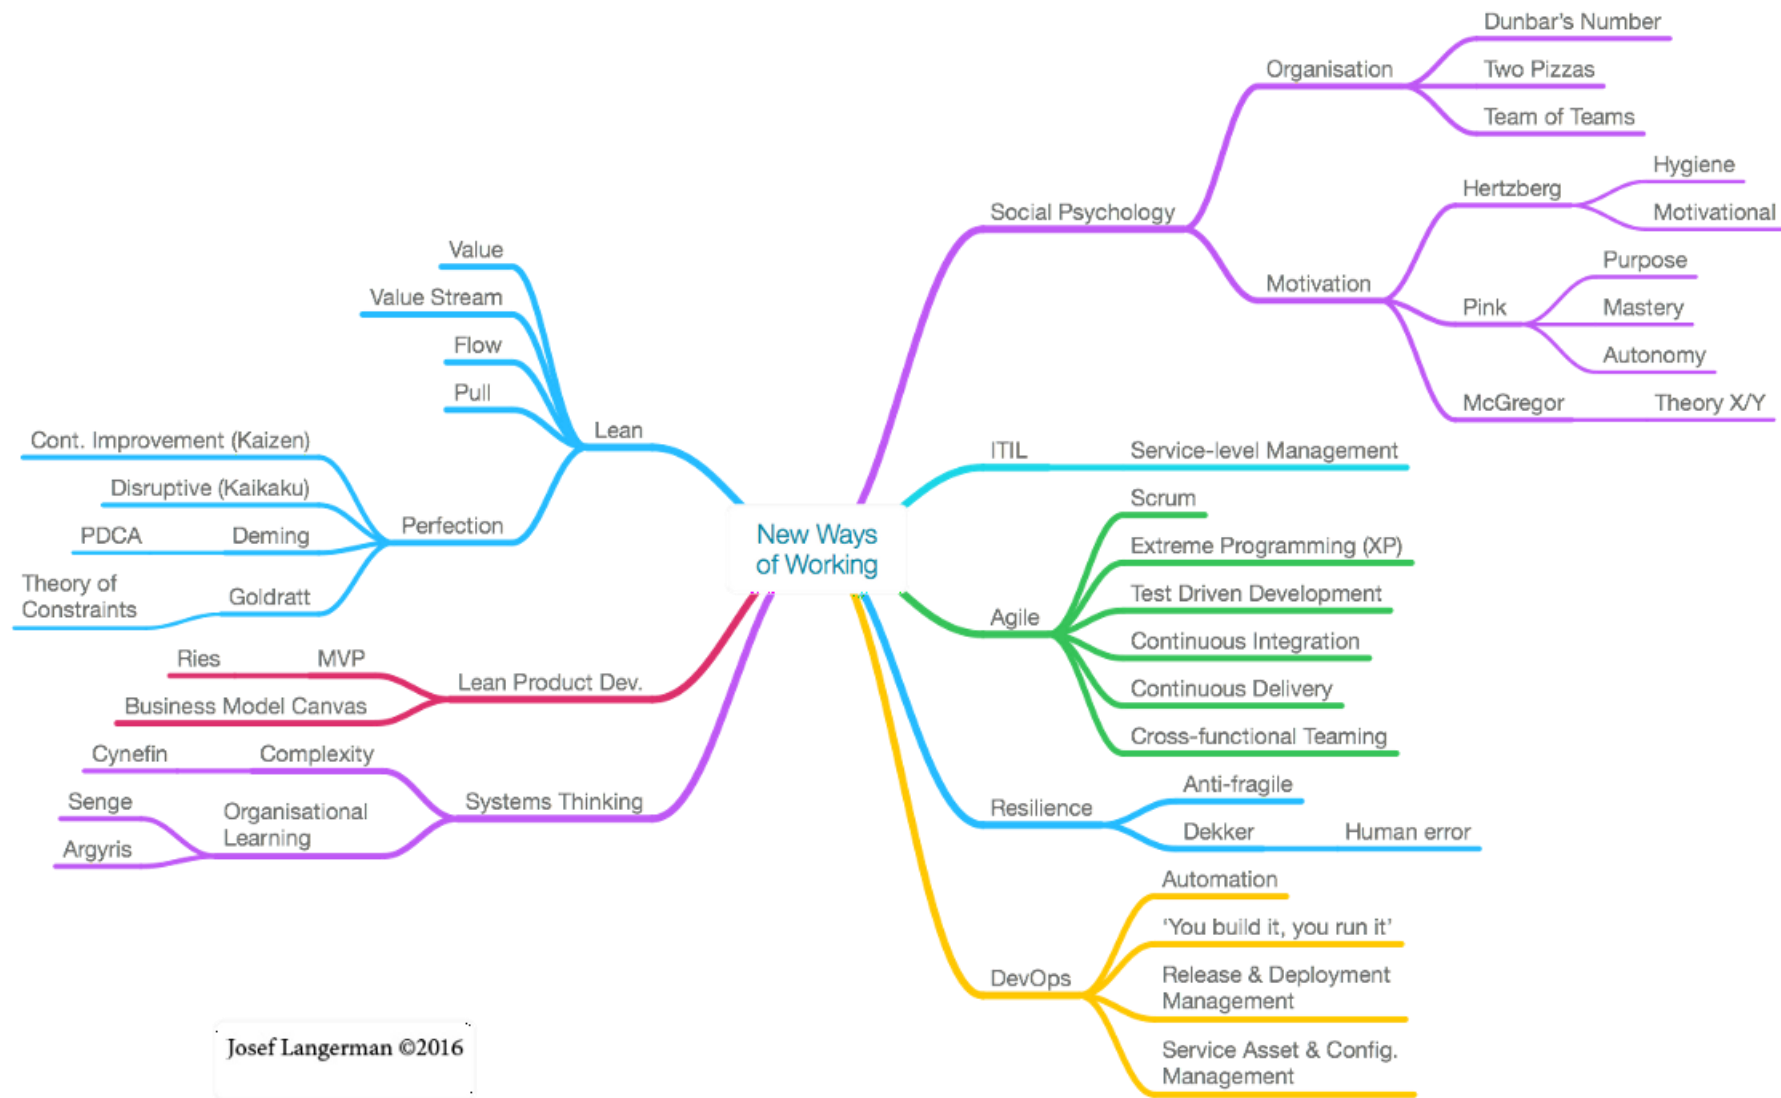 New Ways
of Working
Social Psychology
Organisation
Dunbar's Number
Two Pizzas
Team of Teams
Motivation
Hertzberg
Hygiene
Motivational
Pink
Purpose
Mastery
Autonomy
McGregor
Theory X/Y
ITIL
Service-level Management
Agile
Scrum
Extreme Programming (XP)
Test Driven Development
Continuous Integration
Continuous Delivery
Cross-functional Teaming
Resilience
Anti-fragile
Dekker
Human error
DevOps
Automation
‘You build it, you run it’
Release & Deployment
Management
Service Asset & Config.
Management
Lean
Value
Value Stream
Flow
Pull
Perfection
Cont. Improvement (Kaizen)
Disruptive (Kaikaku)
Deming
PDCA
Goldratt
Theory of
Constraints
Lean Product Dev.
MVP
Ries
Business Model Canvas
Systems Thinking
Complexity
Cynefin
Organisational
Learning
Senge
Argyris
Josef Langerman ©2016